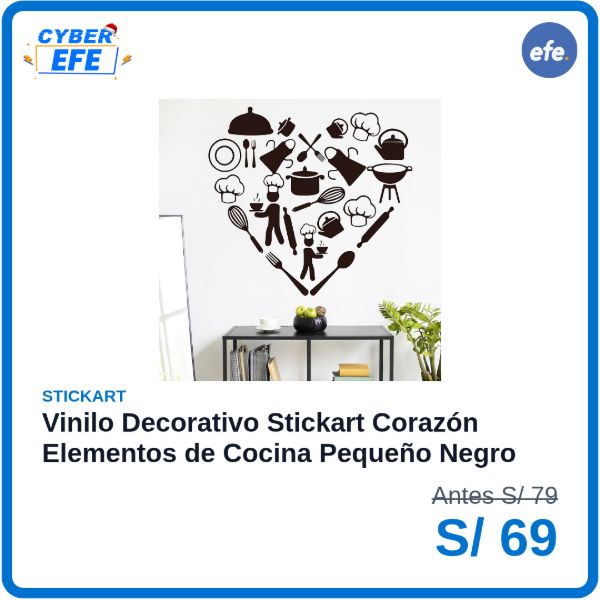 CYBER
EFE
efe.
STICKART
Vinilo Decorativo Stickart Corazón
Elementos de Cocina Pequeño Negro
Antes S/ 79
S/ 69